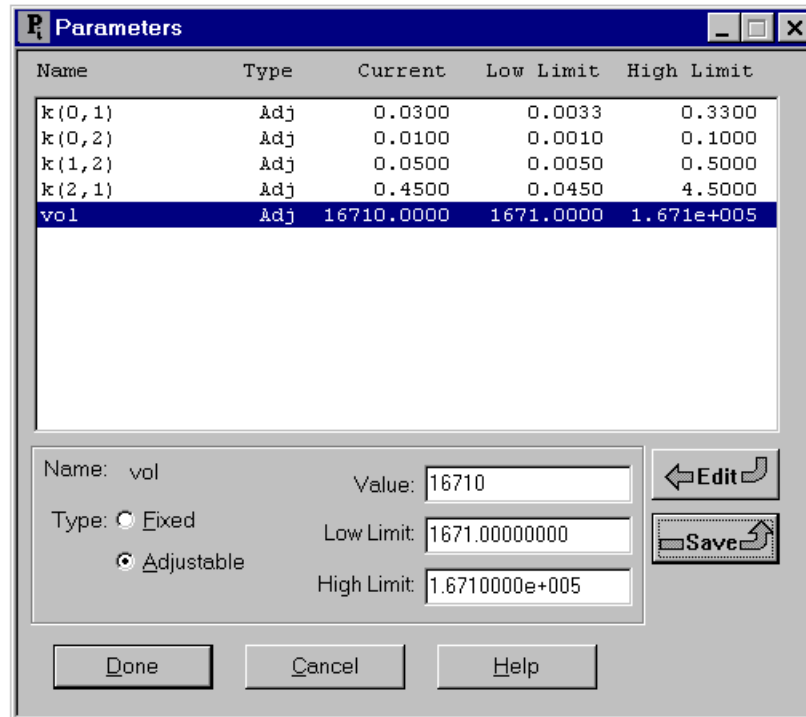 Pi Parameters
Name Type Current Low Limit High Limit
k(0,1) Adj 0.0300 0.0033 0.3300
k(0,2) Adj 0.0100 0.0010 0.1000
k(1,2) Adj 0.0500 0.0050 0.5000
k(2,1) Adj 0.4500 0.0450 4.5000
vol Adj 16710.0000 1671.0000 1.671e+005
Name: vol
Value: 16710
Edit
Type: Fixed
Low Limit: 1671.00000000
Save
Adjustable
High Limit: 1.6710000e+005
Done Cancel Help